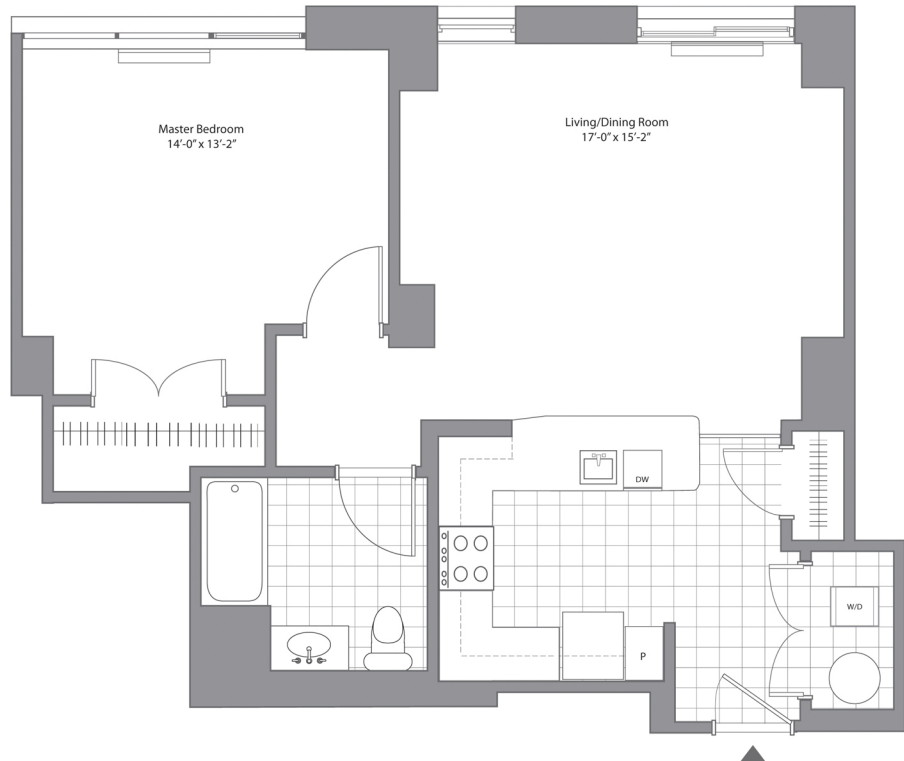 Master Bedroom
14’-0” x 13’-2”
Living/Dining Room
17’-0” x 15’-2”
DW
W/D
P